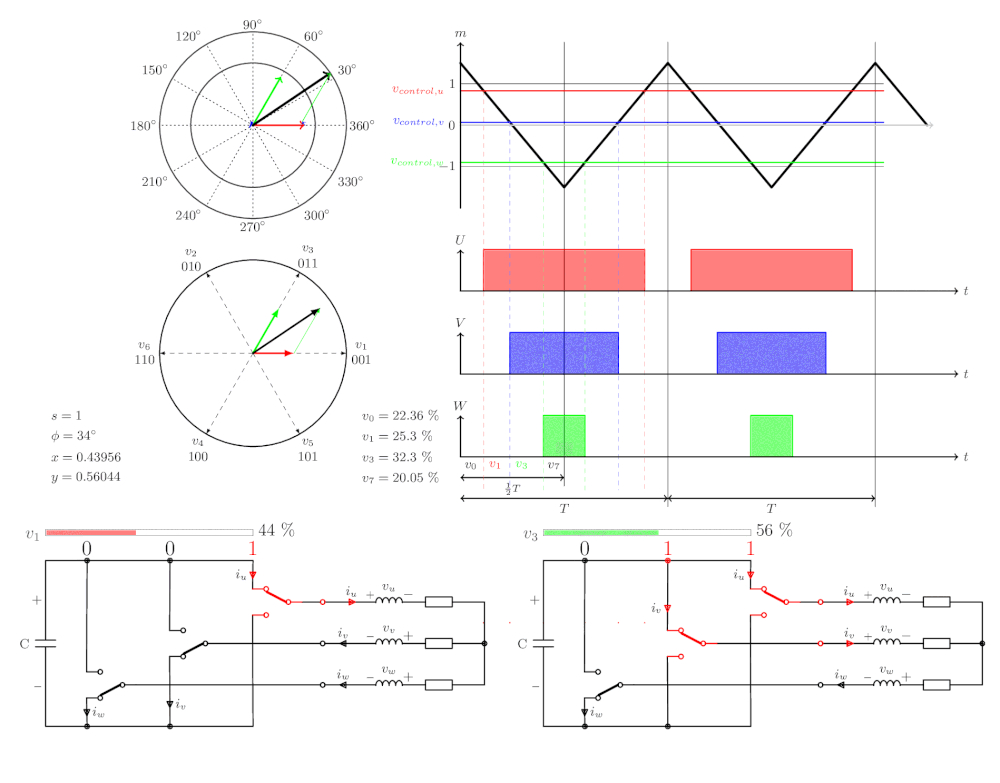 90°
120°
60°
150°
30°
180°
360°
210°
330°
240°
300°
270°
m
1
v_control,u
v_control,v
0
v_control,w
−1
U
t
V
t
W
t
v0 v1 v3 v7
½T
T
T
v2
010
v3
011
v6
110
v1
001
v4
100
v5
101
s = 1
ϕ = 34°
x = 0.43956
y = 0.56044
v0 = 22.36 %
v1 = 25.3 %
v3 = 32.3 %
v7 = 20.05 %
v1
44 %
0 0 1
iu
iu + vu −
+
C
iv − vv +
iw − vw +
−
iw
iv
v3
56 %
0 1 1
iu
iu + vu −
+
iv
C
iv + vv −
iw − vw +
−
iw